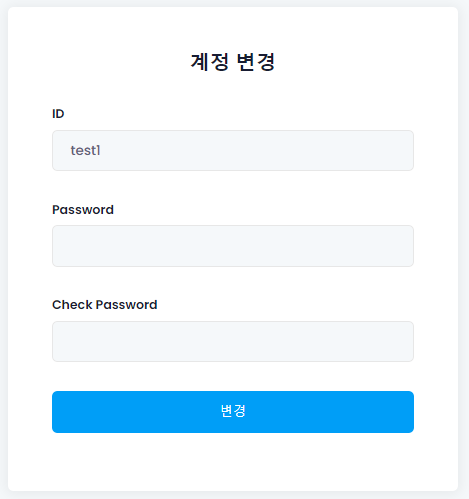 계정 변경
ID
test1
Password
Check Password
변경